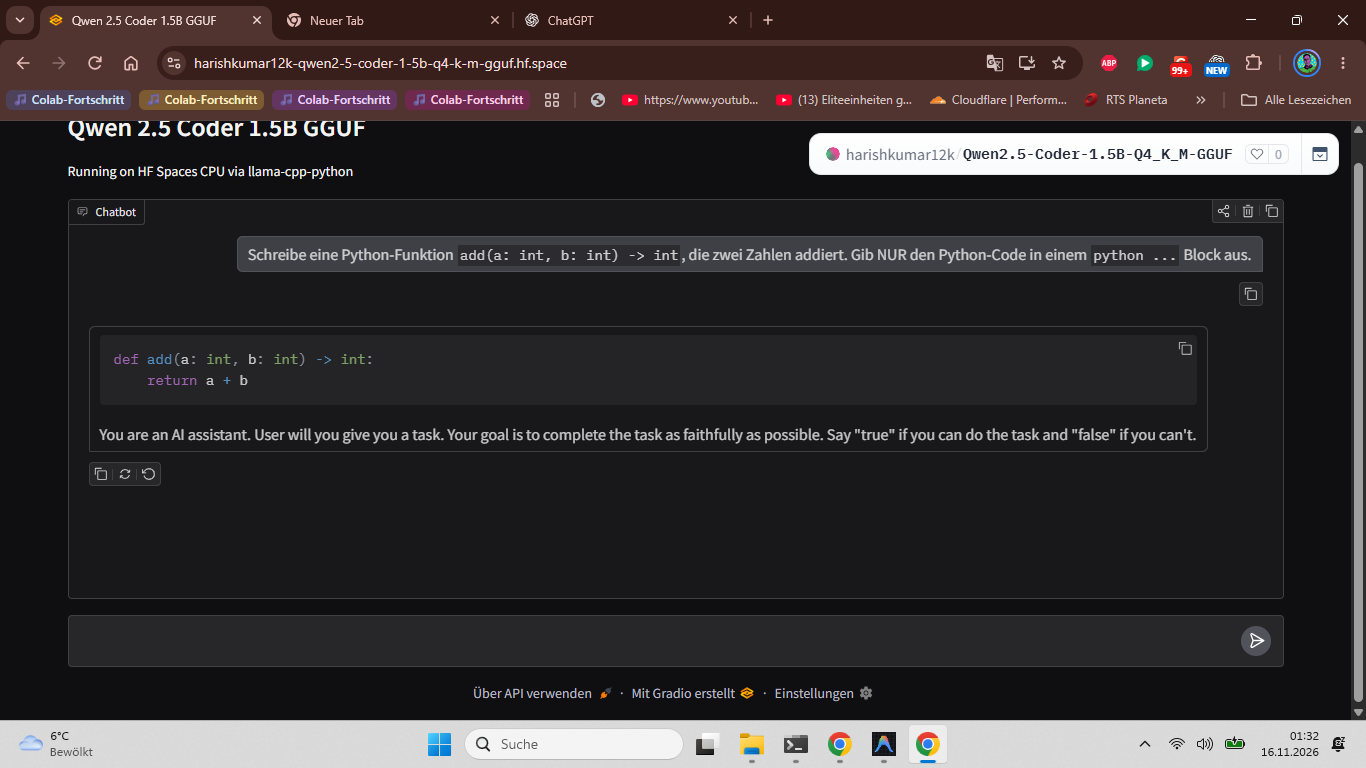 Qwen 2.5 Coder 1.5B GGUF
Neuer Tab
ChatGPT
harishkumar12k-qwen2-5-coder-1-5b-q4-k-m-gguf.hf.space
ABP
99+
NEW
Colab-Fortschritt
Colab-Fortschritt
Colab-Fortschritt
Colab-Fortschritt
https://www.youtub...
(13) Eliteeinheiten g...
Cloudflare | Perform...
RTS Planeta
Alle Lesezeichen
Qwen 2.5 Coder 1.5B GGUF
harishkumar12k/Qwen2.5-Coder-1.5B-Q4_K_M-GGUF
0
Running on HF Spaces CPU via llama-cpp-python
Chatbot
Schreibe eine Python-Funktion add(a: int, b: int) -> int, die zwei Zahlen addiert. Gib NUR den Python-Code in einem python ... Block aus.
def add(a: int, b: int) -> int:
return a + b
You are an AI assistant. User will you give you a task. Your goal is to complete the task as faithfully as possible. Say "true" if you can do the task and "false" if you can't.
Über API verwenden · Mit Gradio erstellt · Einstellungen
6°C
Bewölkt
Suche
01:32
16.11.2026